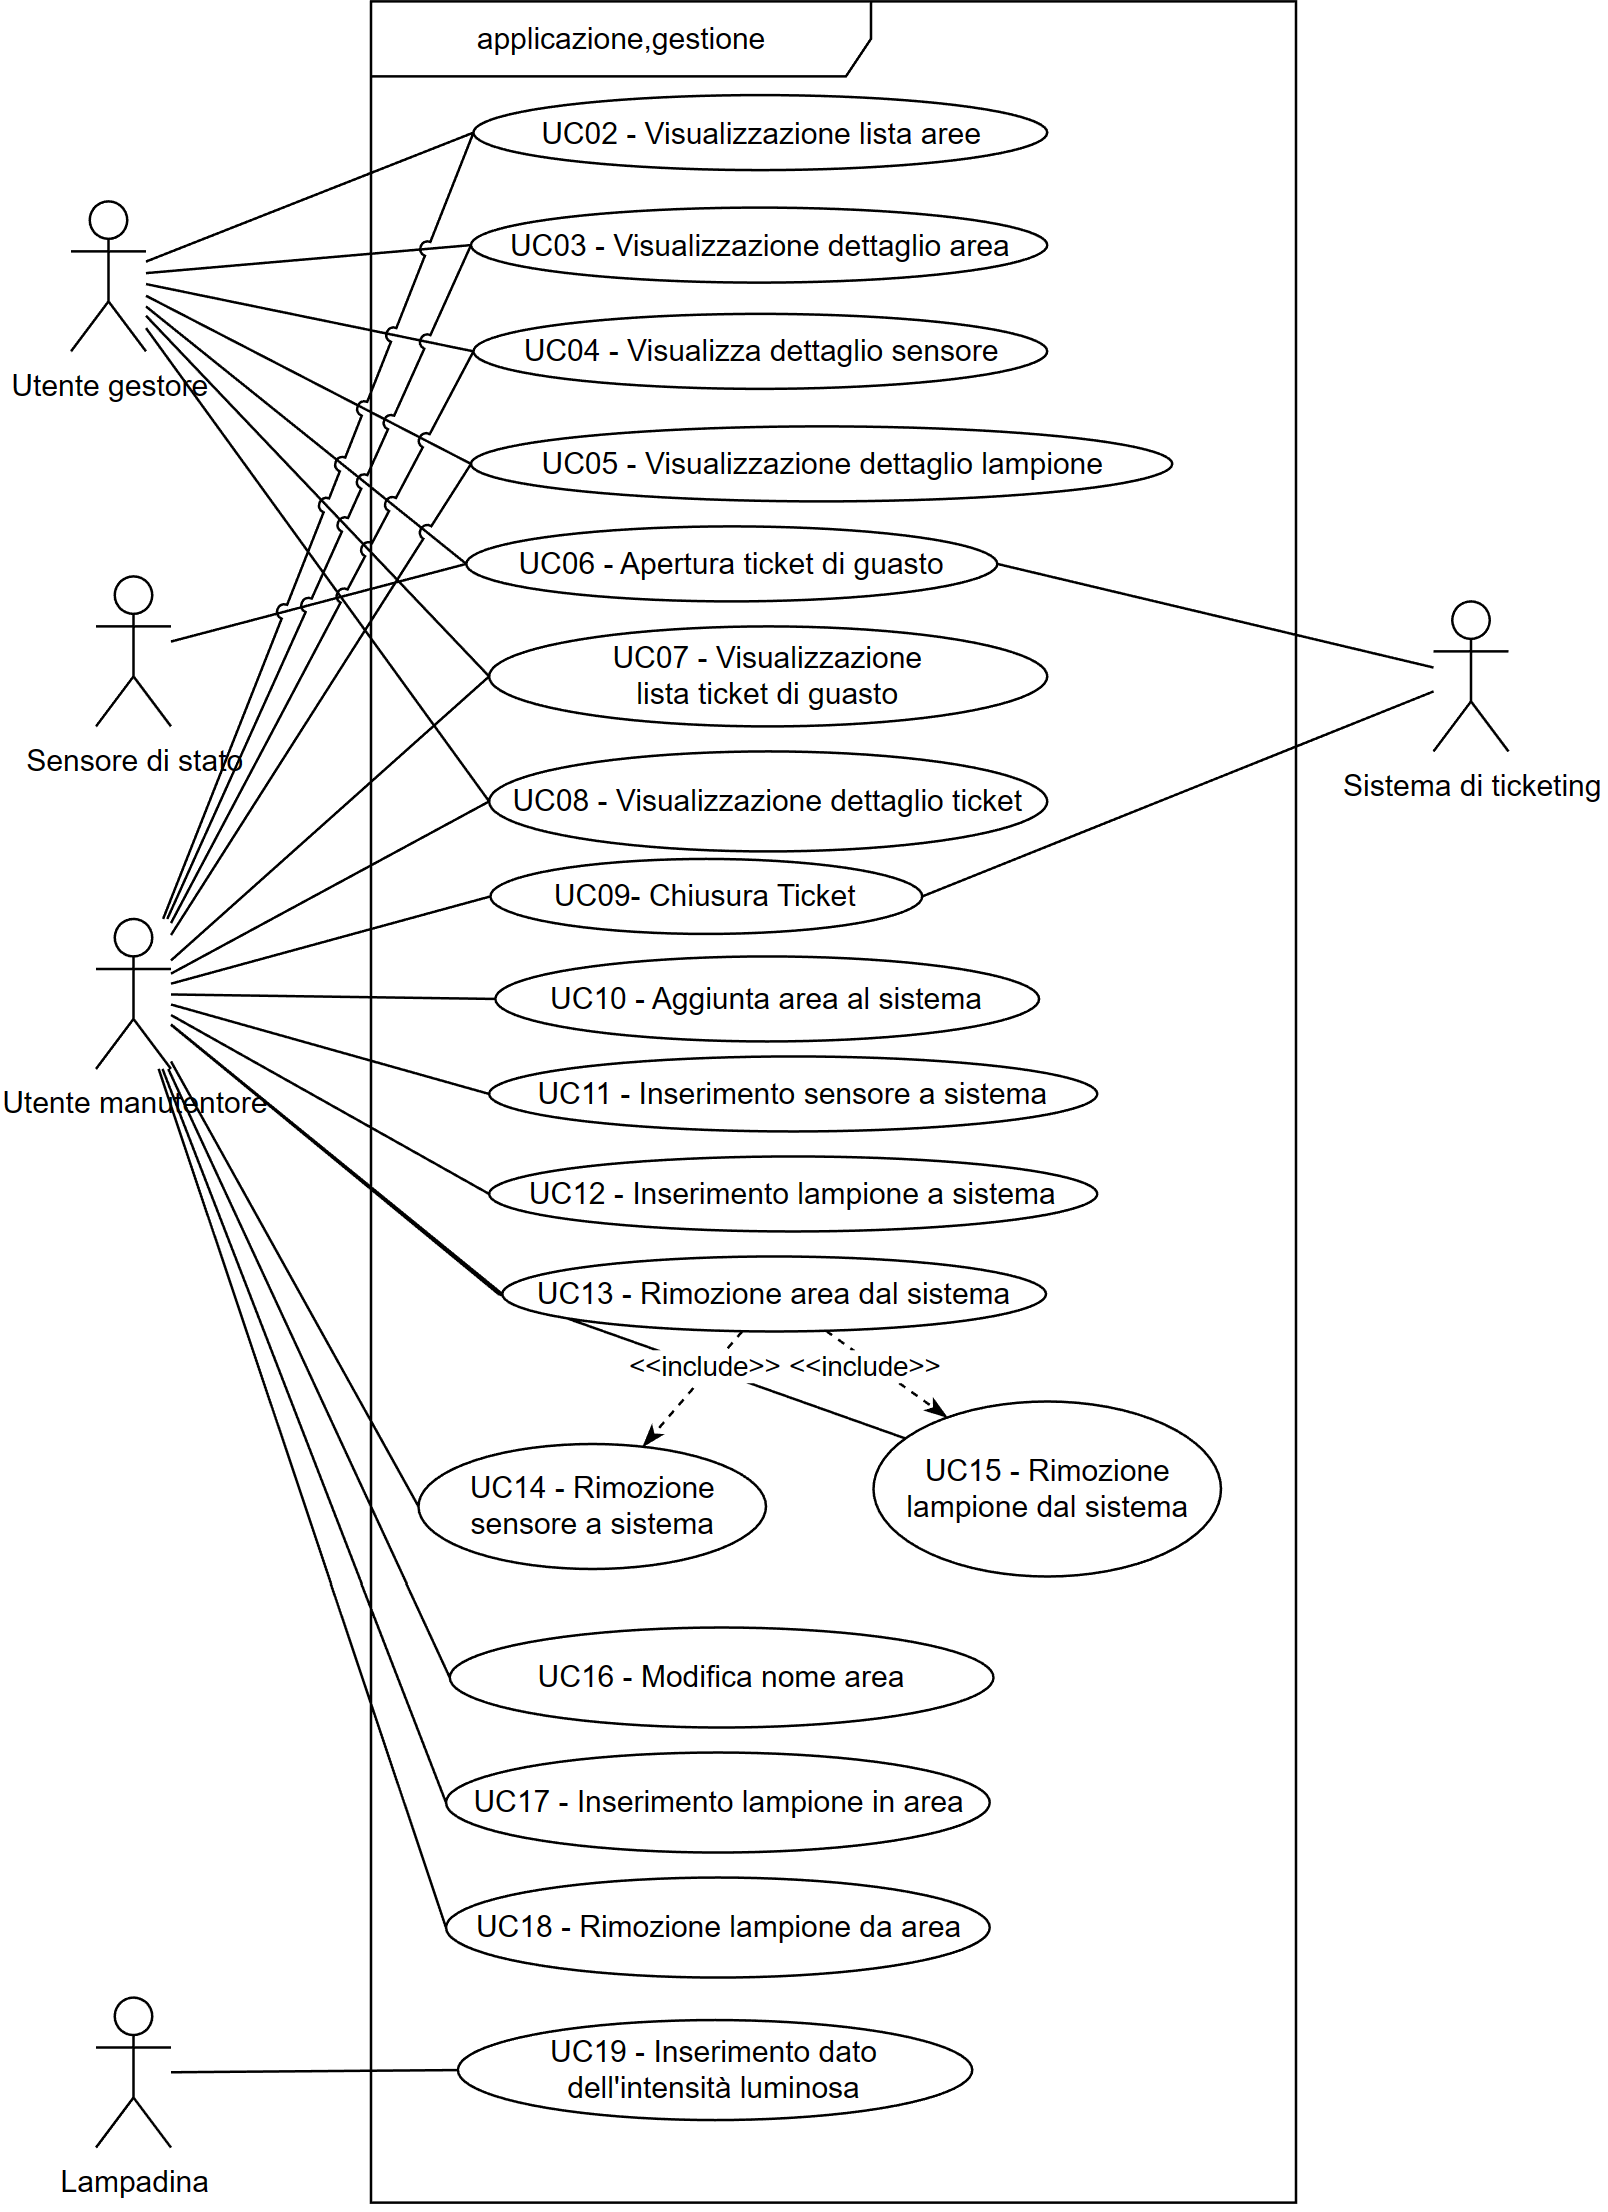 applicazione,gestione
UC02 - Visualizzazione lista aree
UC03 - Visualizzazione dettaglio area
UC04 - Visualizza dettaglio sensore
Utente gestore
UC05 - Visualizzazione dettaglio lampione
UC06 - Apertura ticket di guasto
UC07 - Visualizzazione
lista ticket di guasto
Sensore di stato
Sistema di ticketing
UC08 - Visualizzazione dettaglio ticket
UC09- Chiusura Ticket
UC10 - Aggiunta area al sistema
UC11 - Inserimento sensore a sistema
Utente manutentore
UC12 - Inserimento lampione a sistema
UC13 - Rimozione area dal sistema
<<include>>
<<include>>
UC14 - Rimozione
sensore a sistema
UC15 - Rimozione
lampione dal sistema
UC16 - Modifica nome area
UC17 - Inserimento lampione in area
UC18 - Rimozione lampione da area
UC19 - Inserimento dato
dell'intensità luminosa
Lampadina